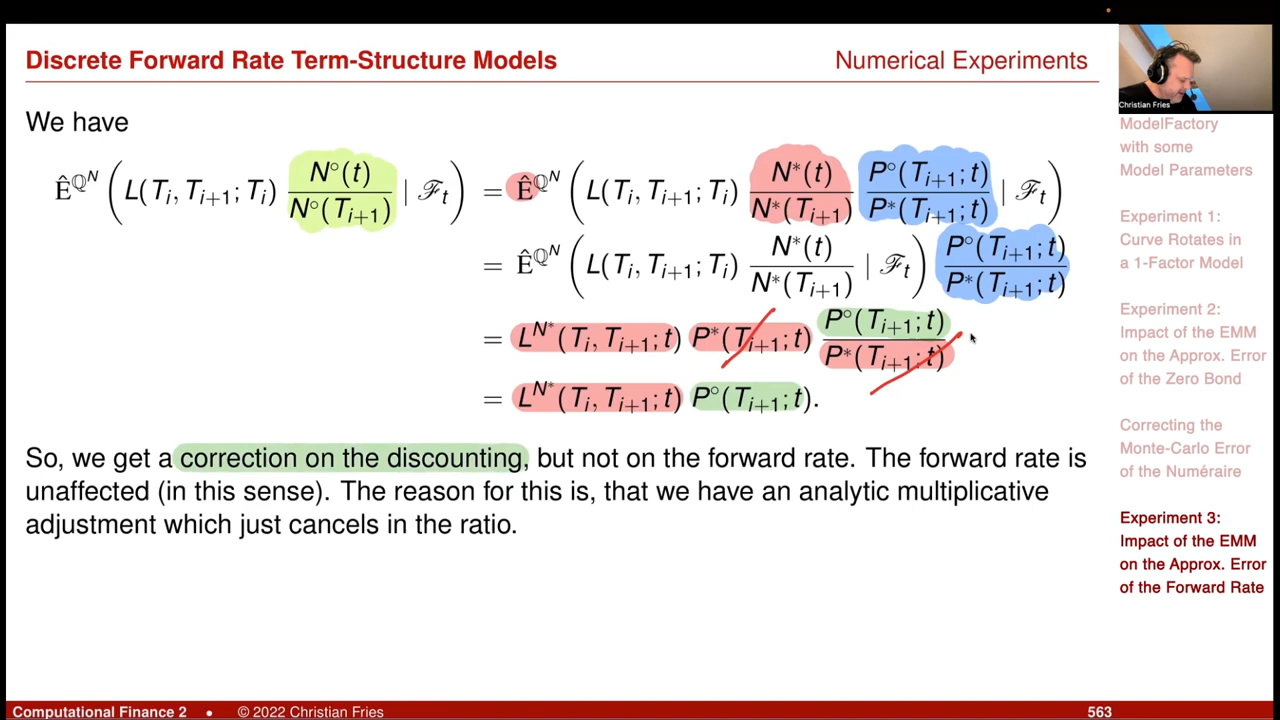 Discrete Forward Rate Term-Structure Models
Numerical Experiments
Christian Fries
We have
Ê^{ℚ^N} ( L(T_i, T_{i+1}; T_i) N°(t) / N°(T_{i+1}) | ℱ_t ) = Ê^{ℚ^N} ( L(T_i, T_{i+1}; T_i) N*(t) / N*(T_{i+1}) P°(T_{i+1}; t) / P*(T_{i+1}; t) | ℱ_t )
= Ê^{ℚ^N} ( L(T_i, T_{i+1}; T_i) N*(t) / N*(T_{i+1}) | ℱ_t ) P°(T_{i+1}; t) / P*(T_{i+1}; t)
= L^{N*}(T_i, T_{i+1}; t) P*(T_{i+1}; t) P°(T_{i+1}; t) / P*(T_{i+1}; t)
= L^{N*}(T_i, T_{i+1}; t) P°(T_{i+1}; t).
So, we get a correction on the discounting, but not on the forward rate. The forward rate is
unaffected (in this sense). The reason for this is, that we have an analytic multiplicative
adjustment which just cancels in the ratio.
ModelFactory
with some
Model Parameters
Experiment 1:
Curve Rotates in
a 1-Factor Model
Experiment 2:
Impact of the EMM
on the Approx. Error
of the Zero Bond
Correcting the
Monte-Carlo Error
of the Numéraire
Experiment 3:
Impact of the EMM
on the Approx. Error
of the Forward Rate
Computational Finance 2 • © 2022 Christian Fries
563